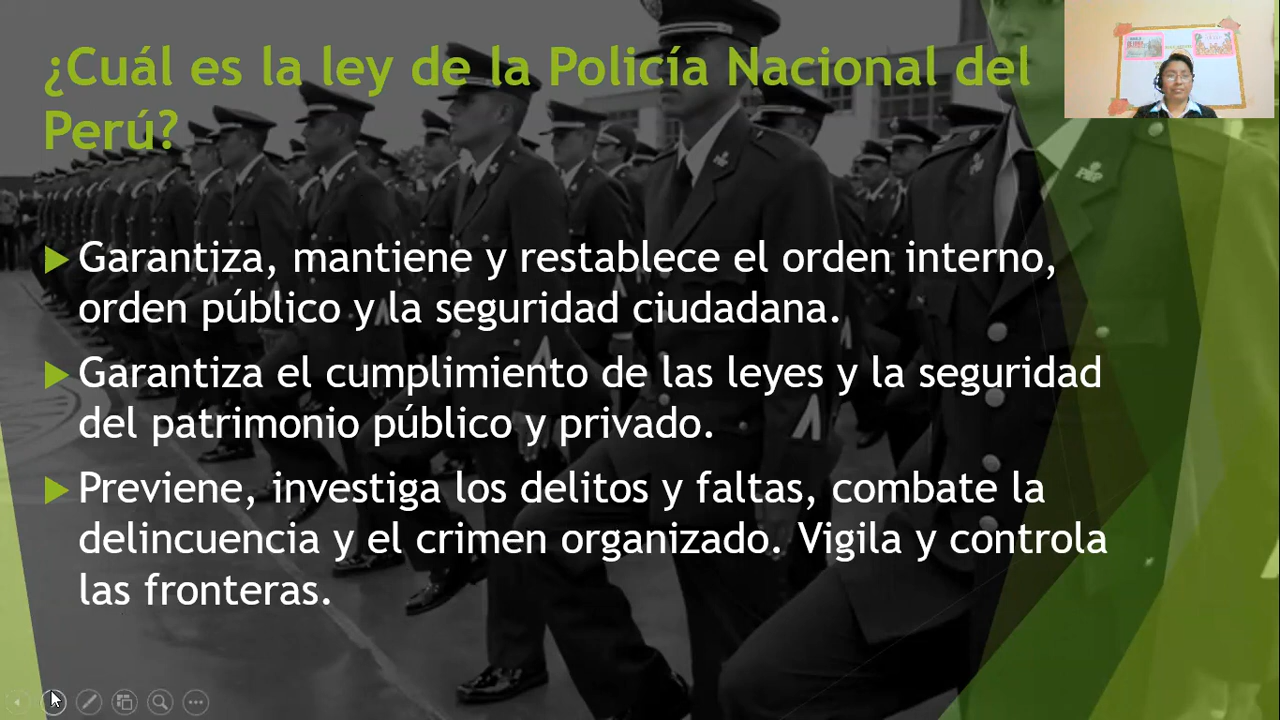 ¿Cuál es la ley de la Policía Nacional del
Perú?
Garantiza, mantiene y restablece el orden interno,
orden público y la seguridad ciudadana.
Garantiza el cumplimiento de las leyes y la seguridad
del patrimonio público y privado.
Previene, investiga los delitos y faltas, combate la
delincuencia y el crimen organizado. Vigila y controla
las fronteras.